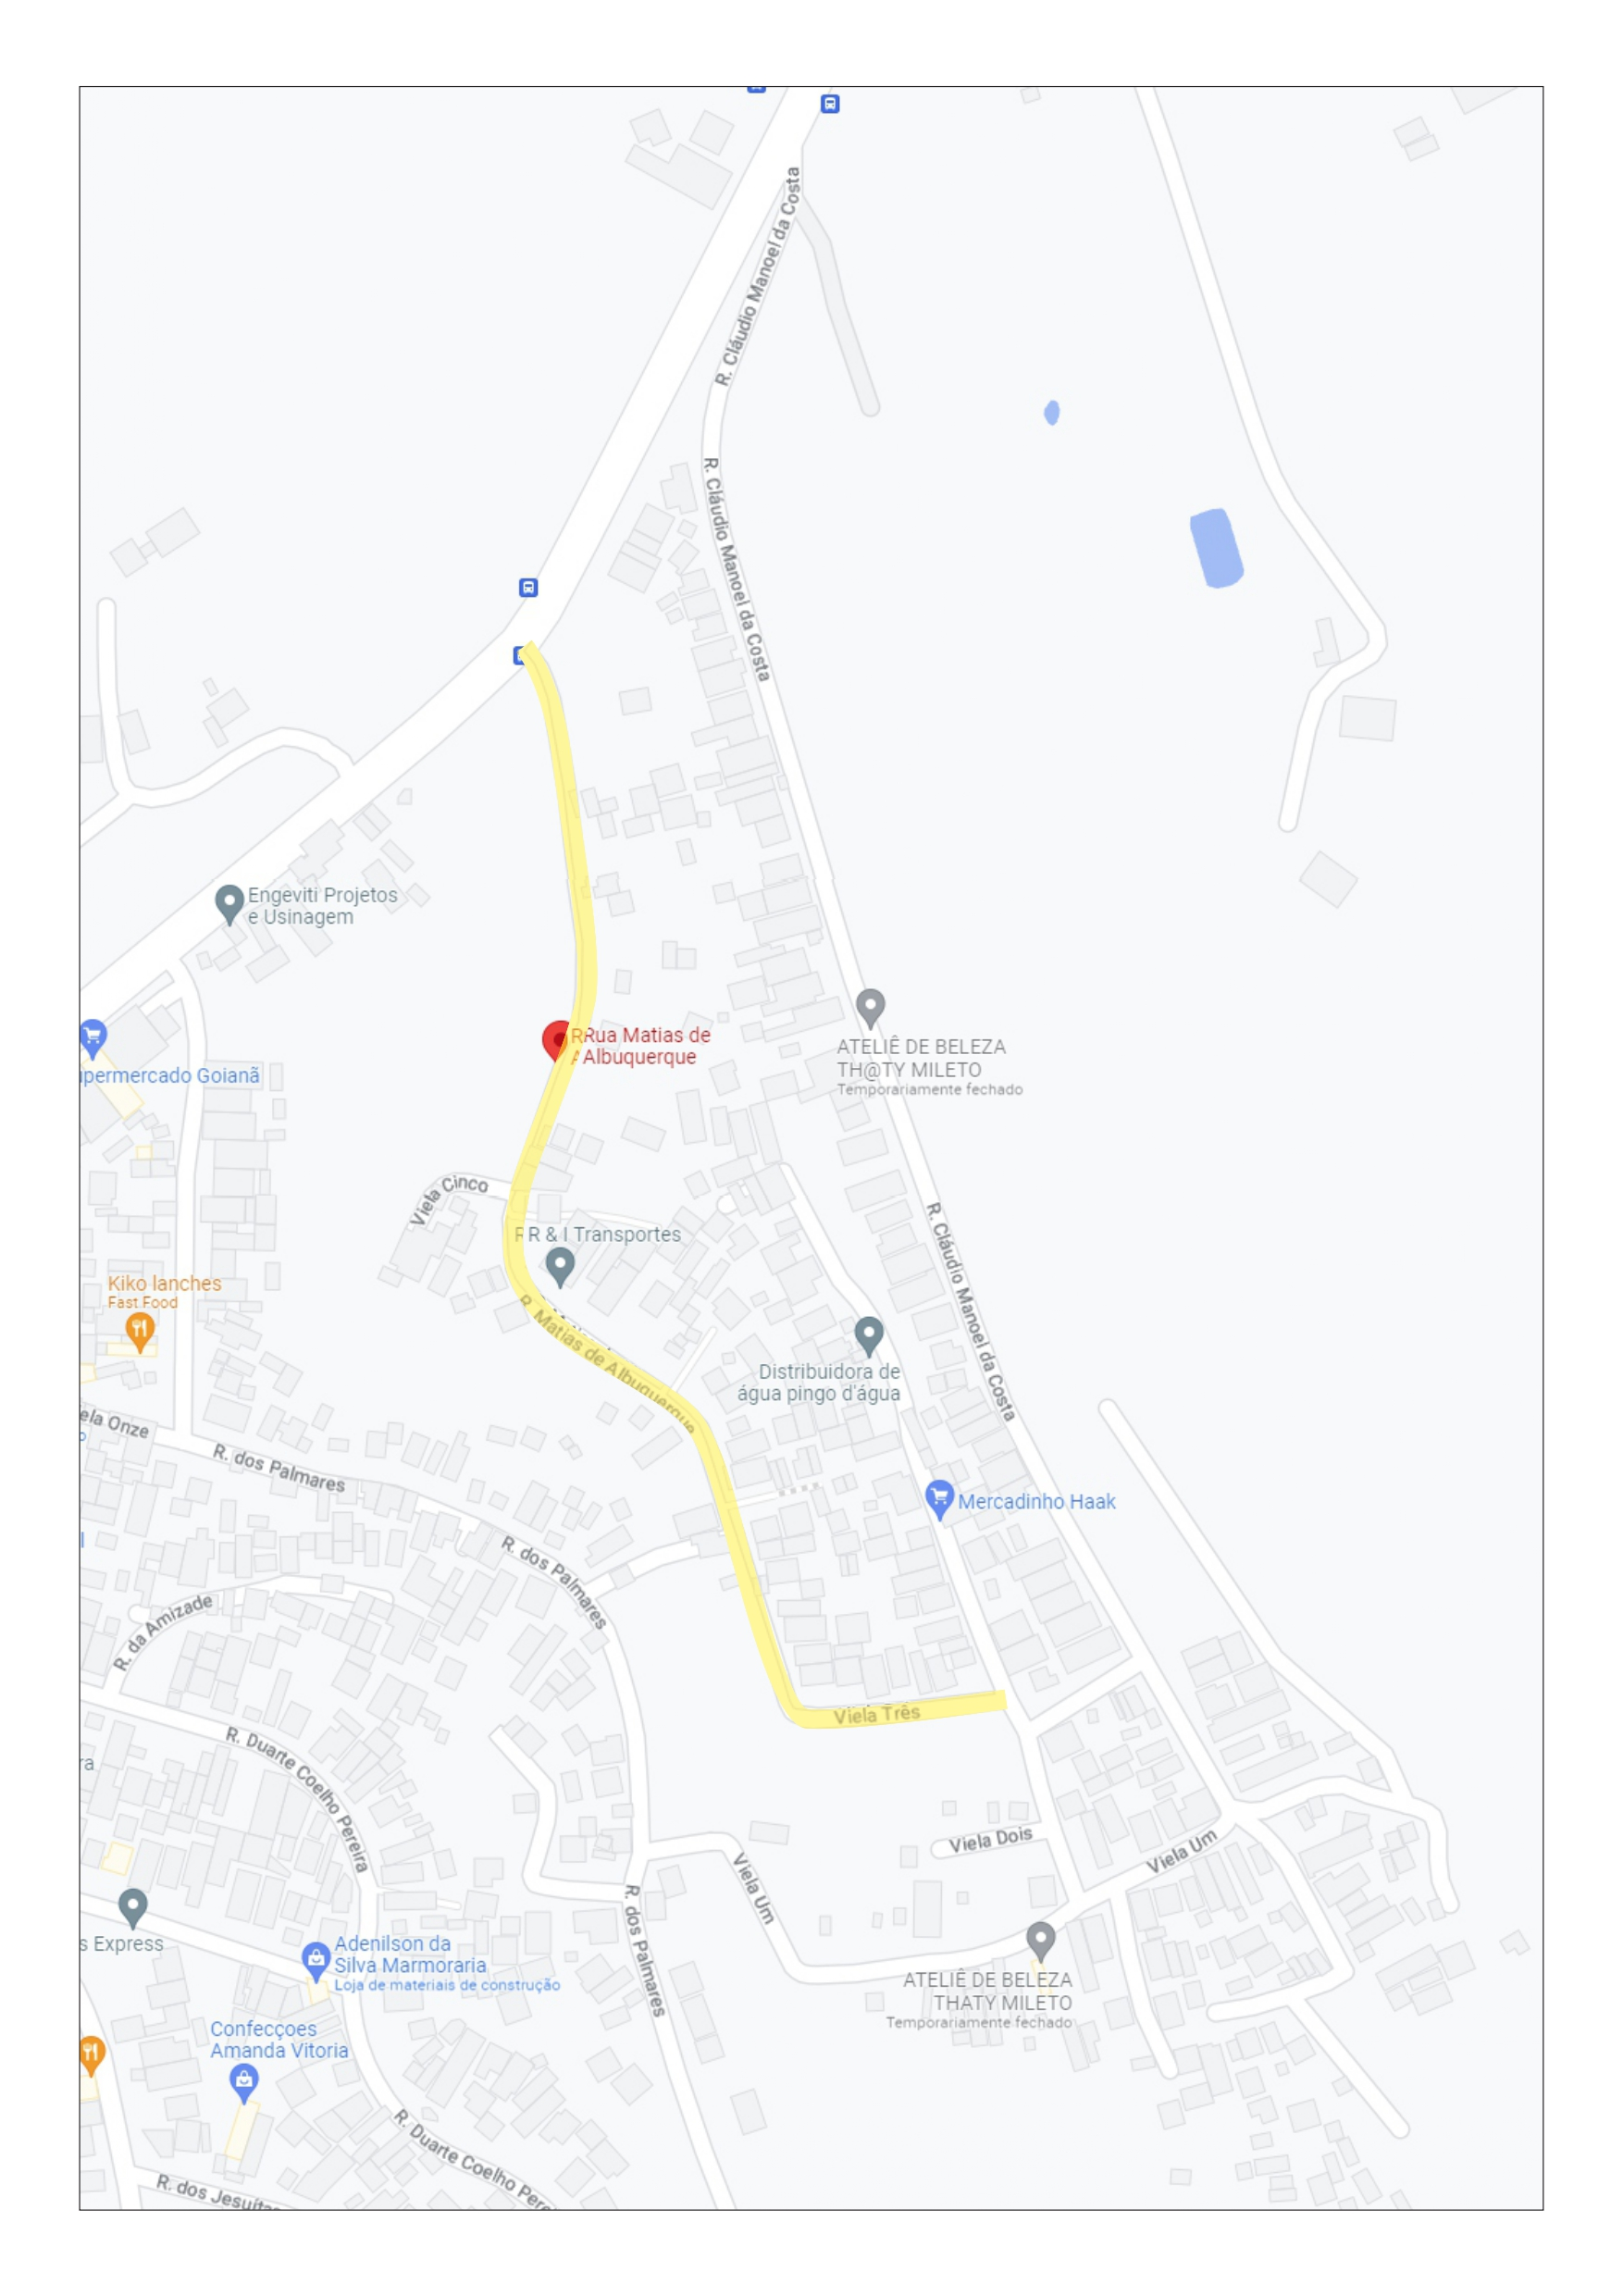 R. Cláudio Manoel da Costa
R. Cláudio Manoel da Costa
Engeviti Projetos
e Usinagem
Rua Matias de
Albuquerque
ATELIÊ DE BELEZA
TH@TY MILETO
Temporariamente fechado
upermercado Goianã
Viela Cinco
R & I Transportes
R. Cláudio Manoel da Costa
Kiko lanches
Fast Food
R. Matias de Albuquerque
Distribuidora de
água pingo d'água
ela Onze
R. dos Palmares
Mercadinho Haak
R. dos Palmares
R. da Amizade
Viela Três
R. Duarte Coelho Pereira
ra
Viela Dois
Viela Um
Viela Um
R. dos Palmares
s Express
Adenilson da
Silva Marmoraria
Loja de materiais de construção
ATELIÊ DE BELEZA
THATY MILETO
Temporariamente fechado
Confecçoes
Amanda Vitoria
R. Duarte Coelho Pere
R. dos Jesuíta